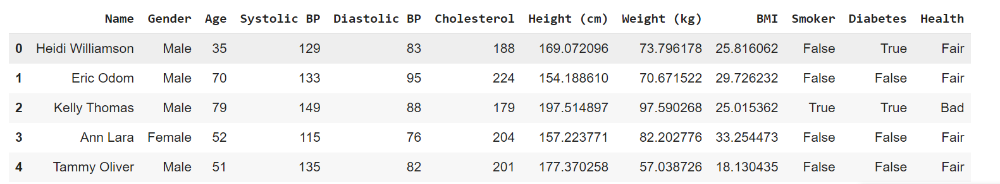 Name Gender Age Systolic BP Diastolic BP Cholesterol Height (cm) Weight (kg) BMI Smoker Diabetes Health
0 Heidi Williamson Male 35 129 83 188 169.072096 73.796178 25.816062 False True Fair
1 Eric Odom Male 70 133 95 224 154.188610 70.671522 29.726232 False False Fair
2 Kelly Thomas Male 79 149 88 179 197.514897 97.590268 25.015362 True True Bad
3 Ann Lara Female 52 115 76 204 157.223771 82.202776 33.254473 False False Fair
4 Tammy Oliver Male 51 135 82 201 177.370258 57.038726 18.130435 False False Fair